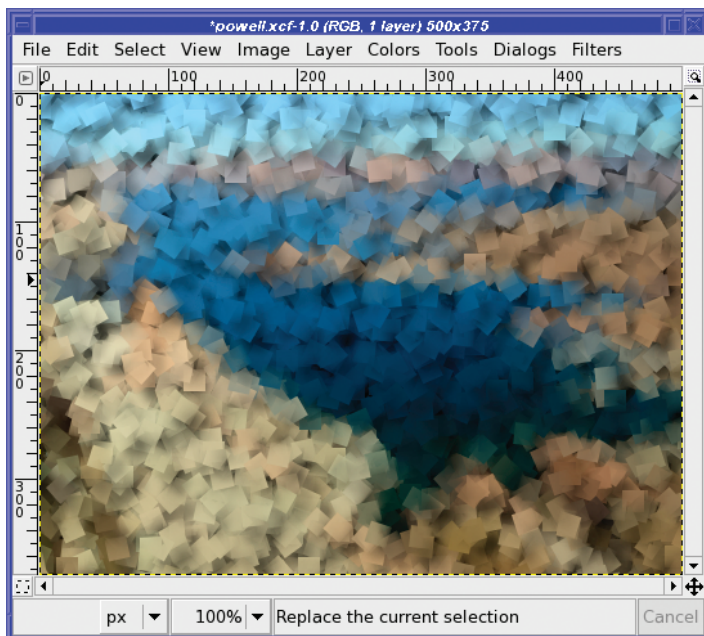 *powell.xcf-1.0 (RGB, 1 layer) 500x375
File Edit Select View Image Layer Colors Tools Dialogs Filters
0 100 200 300 400
0
100
200
300
px 100% Replace the current selection Cancel